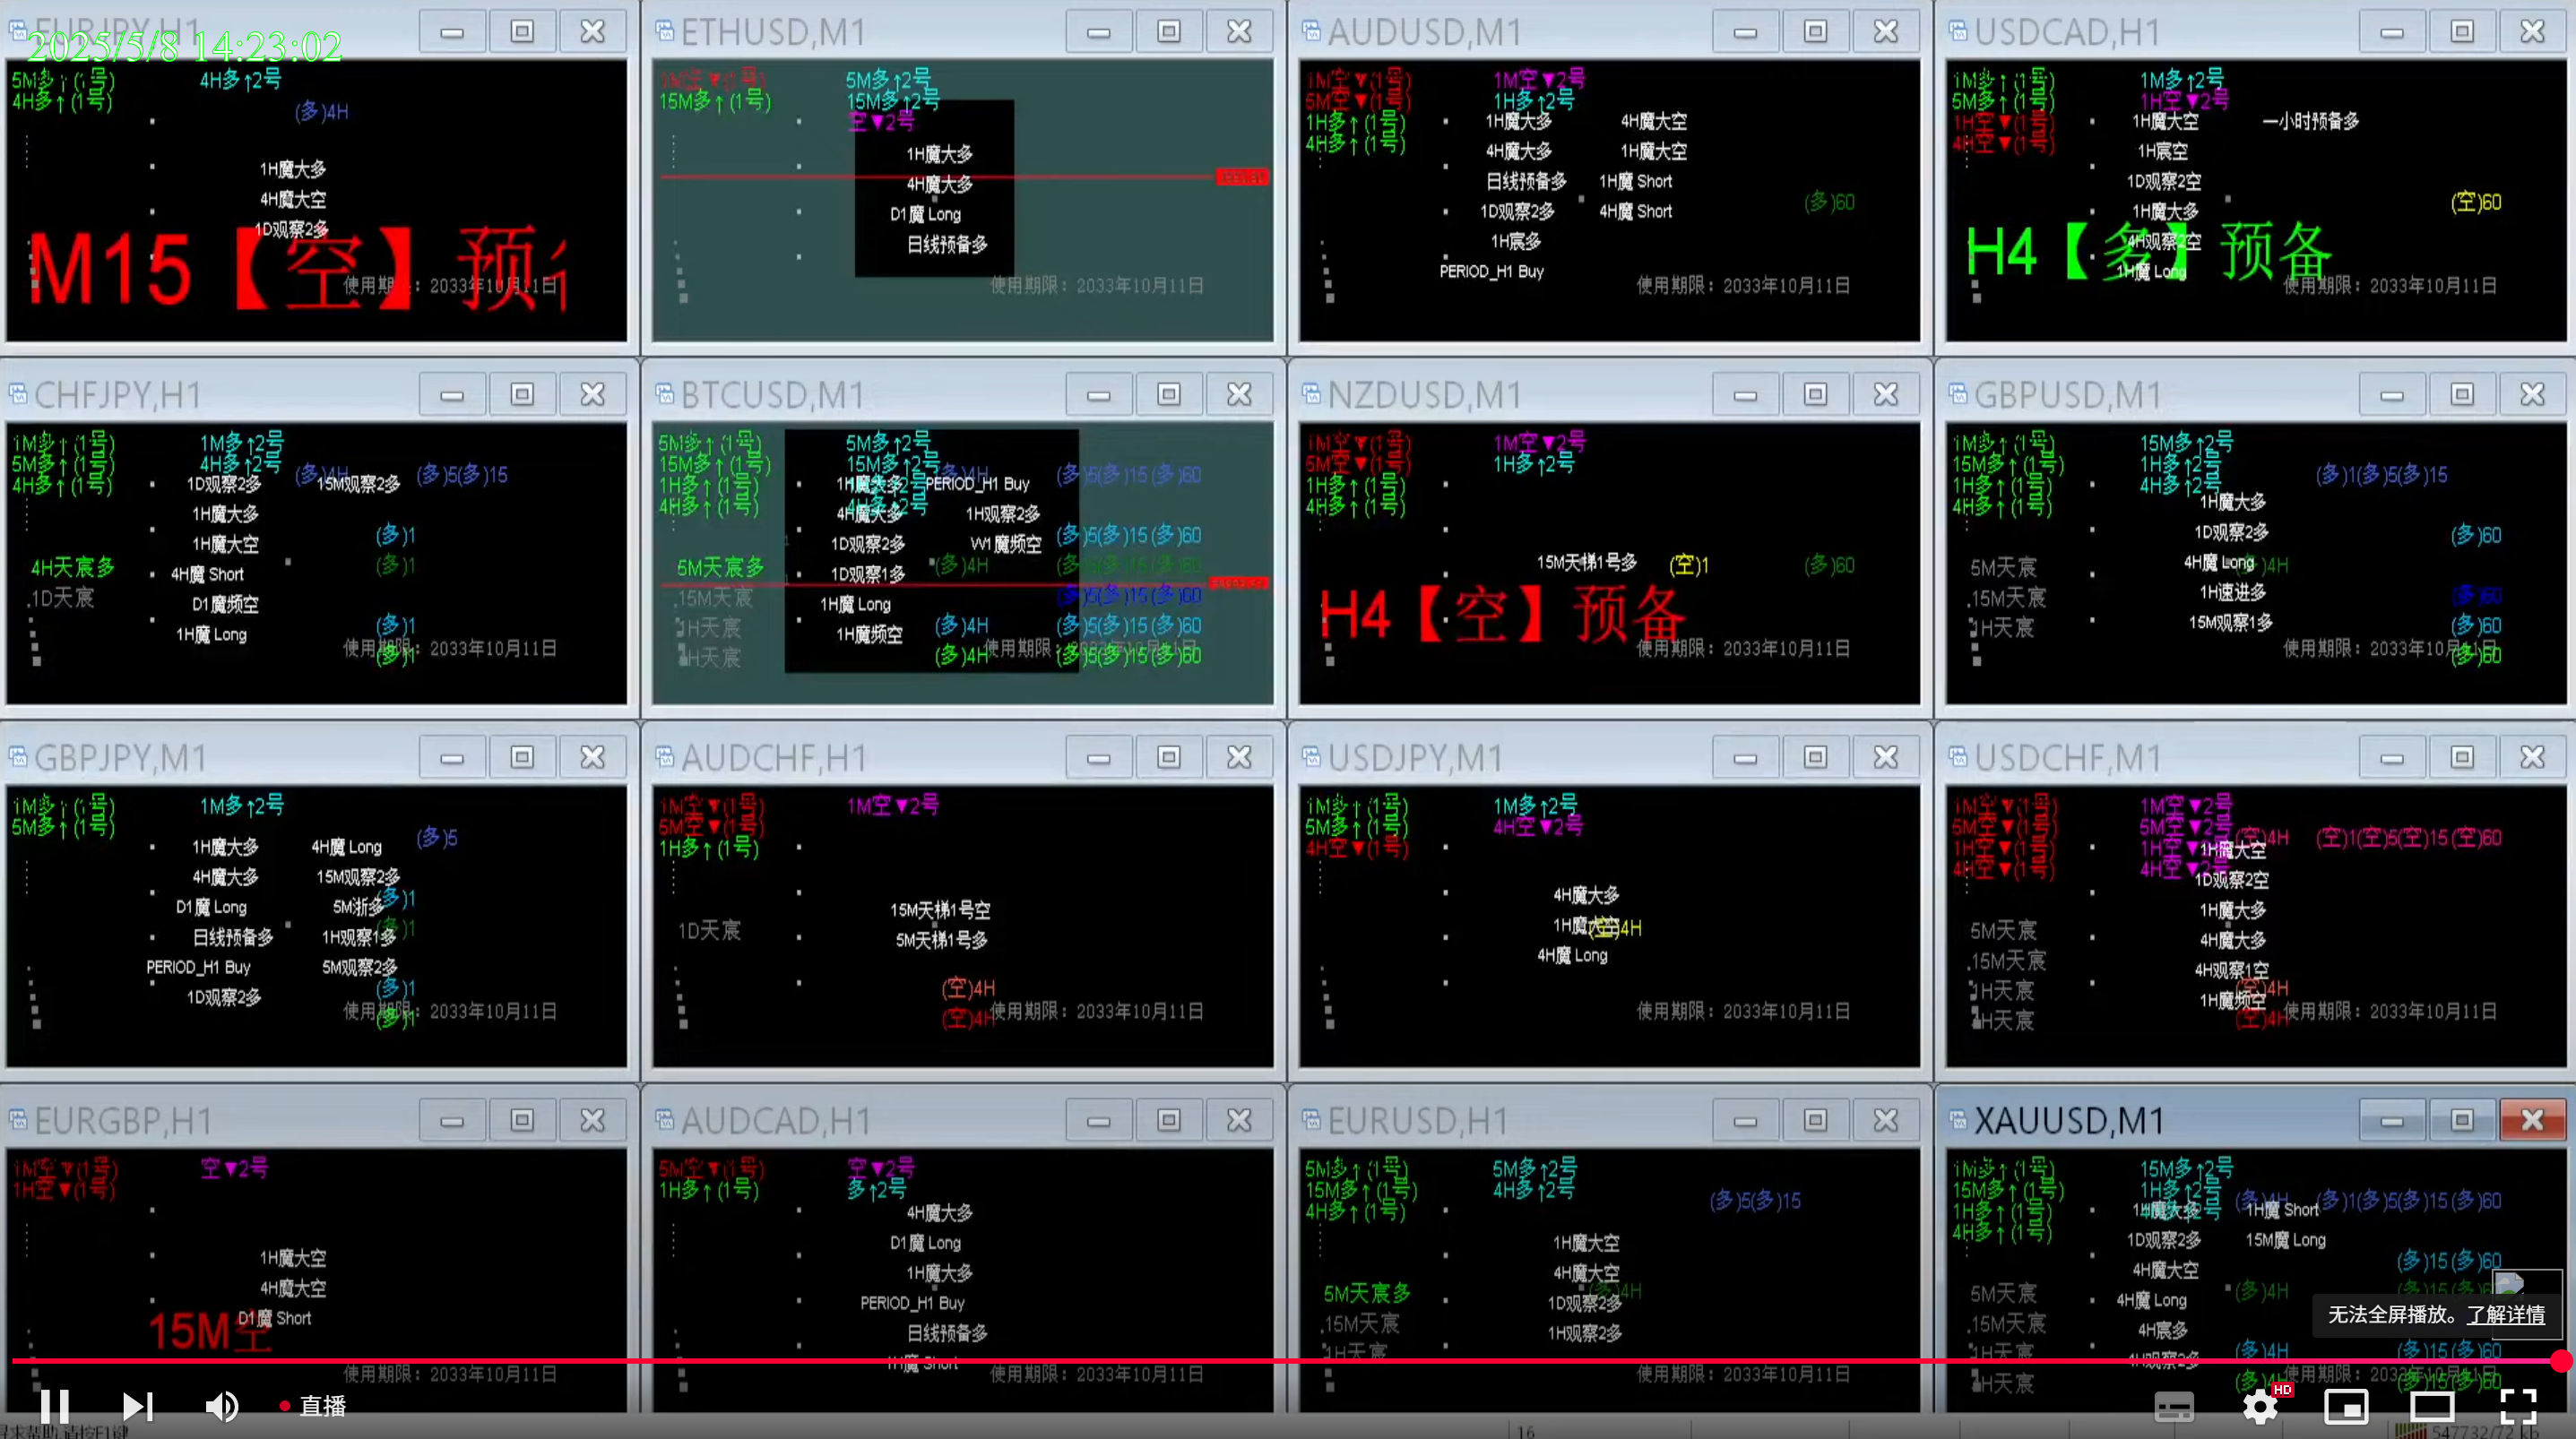 EURJPY,H1
2025/5/8 14:23:02
5M多↑(1号)
4H多↑(1号)
4H多↑2号
(多)4H
1H魔大多
4H魔大空
1D观察2多
M15【空】预
使用期限：2033年10月11日
ETHUSD,M1
15M多↑(1号)
5M多↑2号
15M多↑2号
空▼2号
1H魔大多
4H魔大多
D1魔 Long
日线预备多
使用期限：2033年10月11日
AUDUSD,M1
1M空▼(1号)
5M空▼(1号)
1H多↑(1号)
4H多↑(1号)
1M空▼2号
1H多↑2号
1H魔大多 4H魔大空
4H魔大多 1H魔大空
日线预备多 1H魔 Short
1D观察2多 4H魔 Short
(多)60
1H宸多
PERIOD_H1 Buy
使用期限：2033年10月11日
USDCAD,H1
1M多↑(1号)
5M多↑(1号)
1H空▼(1号)
4H空▼(1号)
1M多↑2号
1H空▼2号
1H魔大空 一小时预备多
1H宸空
1D观察2空
1H魔大多
(空)60
4H观察2空
1H魔 Long
H4【多】预备
使用期限：2033年10月11日
CHFJPY,H1
1M多↑(1号)
5M多↑(1号)
4H多↑(1号)
1M多↑2号
4H多↑2号
(多)4H (多)5(多)15
1D观察2多 15M观察2多
1H魔大多
1H魔大空
4H魔 Short
D1魔频空
1H魔 Long
(多)1
(多)1
(多)1
(多)1
4H天宸多
1D天宸
使用期限：2033年10月11日
BTCUSD,M1
5M多↑(1号)
15M多↑(1号)
1H多↑(1号)
4H多↑(1号)
5M多↑2号
15M多↑2号
4H多↑2号
(多)4H (多)5(多)15(多)60
1H魔大多 PERIOD_H1 Buy
4H魔大多 1H观察2多
1D观察2多 W1魔频空 (多)5(多)15(多)60
1D观察1多 (多)4H (多)5(多)15(多)60
1H魔 Long (多)5(多)15(多)60
1H魔频空 (多)4H (多)5(多)15(多)60
(多)4H (多)5(多)15(多)60
5M天宸多
15M天宸
1H天宸
H天宸
使用期限：
NZDUSD,M1
1M空▼(1号)
5M空▼(1号)
1H多↑(1号)
4H多↑(1号)
1M空▼2号
1H多↑2号
15M天梯1号多 (空)1 (多)60
H4【空】预备
使用期限：2033年10月11日
GBPUSD,M1
1M多↑(1号)
15M多↑(1号)
1H多↑(1号)
4H多↑(1号)
15M多↑2号
1H多↑2号
4H多↑2号
(多)1(多)5(多)15
1H魔大多
1D观察2多
4H魔 Long
1H速进多
15M观察1多
(多)60
(多)4H
(多)60
(多)60
(多)60
5M天宸
15M天宸
1H天宸
使用期限：2033年10月11日
GBPJPY,M1
1M多↑(1号)
5M多↑(1号)
1M多↑2号
(多)5
1H魔大多 4H魔 Long
4H魔大多 15M观察2多
D1魔 Long 5M浙多
日线预备多 1H观察1多
PERIOD_H1 Buy 5M观察2多
1D观察2多
(多)1
(多)1
(多)1
(多)1
使用期限：2033年10月11日
AUDCHF,H1
1M空▼(1号)
5M空▼(1号)
1H多↑(1号)
1M空▼2号
15M天梯1号空
5M天梯1号多
1D天宸
(空)4H
(空)4H
使用期限：2033年10月11日
USDJPY,M1
1M多↑(1号)
5M多↑(1号)
4H空▼(1号)
1M多↑2号
4H空▼2号
4H魔大多
(空)4H
4H魔 Long
使用期限：2033年10月11日
USDCHF,M1
1M空▼(1号)
5M空▼(1号)
1H空▼(1号)
4H空▼(1号)
1M空▼2号
5M空▼2号
1H空▼2号
4H空▼2号
(空)4H (空)1(空)5(空)15(空)60
1H魔大空
1D观察2空
1H魔大多
4H魔大多
4H观察1空
1H魔频空
(空)4H
(空)4H
5M天宸
15M天宸
1H天宸
H天宸
使用期限：2033年10月11日
EURGBP,H1
1M空▼(1号)
1H空▼(1号)
空▼2号
1H魔大空
4H魔大空
D1魔 Short
15M空
使用期限：2033年10月11日
AUDCAD,H1
5M空▼(1号)
1H多↑(1号)
空▼2号
多↑2号
4H魔大多
D1魔 Long
1H魔大多
PERIOD_H1 Buy
日线预备多
1H魔 Short
使用期限：2033年10月11日
EURUSD,H1
5M多↑(1号)
15M多↑(1号)
4H多↑(1号)
5M多↑2号
4H多↑2号
(多)5(多)15
1H魔大空
4H魔大空
(多)4H
1D观察2多
1H观察2多
5M天宸多
15M天宸
1H天宸
使用期限：2033年10月11日
XAUUSD,M1
1M多↑(1号)
15M多↑(1号)
1H多↑(1号)
4H多↑(1号)
15M多↑2号
1H多↑2号
(多)4H (多)1(多)5(多)15(多)60
1H魔 Short
1D观察2多 15M魔 Long
4H魔大空
4H魔 Long
4H宸多
(多)15(多)60
(多)4H
(多)4H (多)15(多)60
5M天宸
15M天宸
1H天宸
H天宸
无法全屏播放。了解详情
直播
HD
16
547732/72 kb